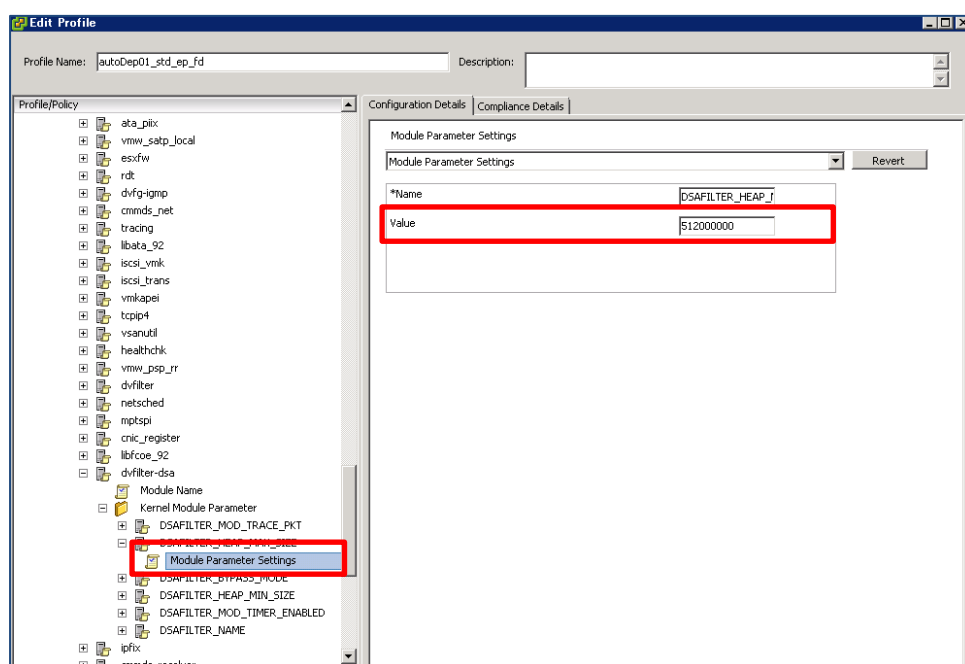 Edit Profile
Profile Name: autoDep01_std_ep_fd
Description:
Profile/Policy
ata_piix
vmw_satp_local
esxfw
rdt
dvfg-igmp
cmmds_net
tracing
libata_92
iscsi_vmk
iscsi_trans
vmkapei
tcpip4
vsanutil
healthchk
vmw_psp_rr
dvfilter
netsched
mptspi
cnic_register
libfcoe_92
dvfilter-dsa
Module Name
Kernel Module Parameter
DSAFILTER_MOD_TRACE_PKT
DSAFILTER_HEAP_MAX_SIZE
Module Parameter Settings
DSAFILTER_BYPASS_MODE
DSAFILTER_HEAP_MIN_SIZE
DSAFILTER_MOD_TIMER_ENABLED
DSAFILTER_NAME
ipfix
Configuration Details Compliance Details
Module Parameter Settings
Module Parameter Settings Revert
*Name DSAFILTER_HEAP_
Value 512000000